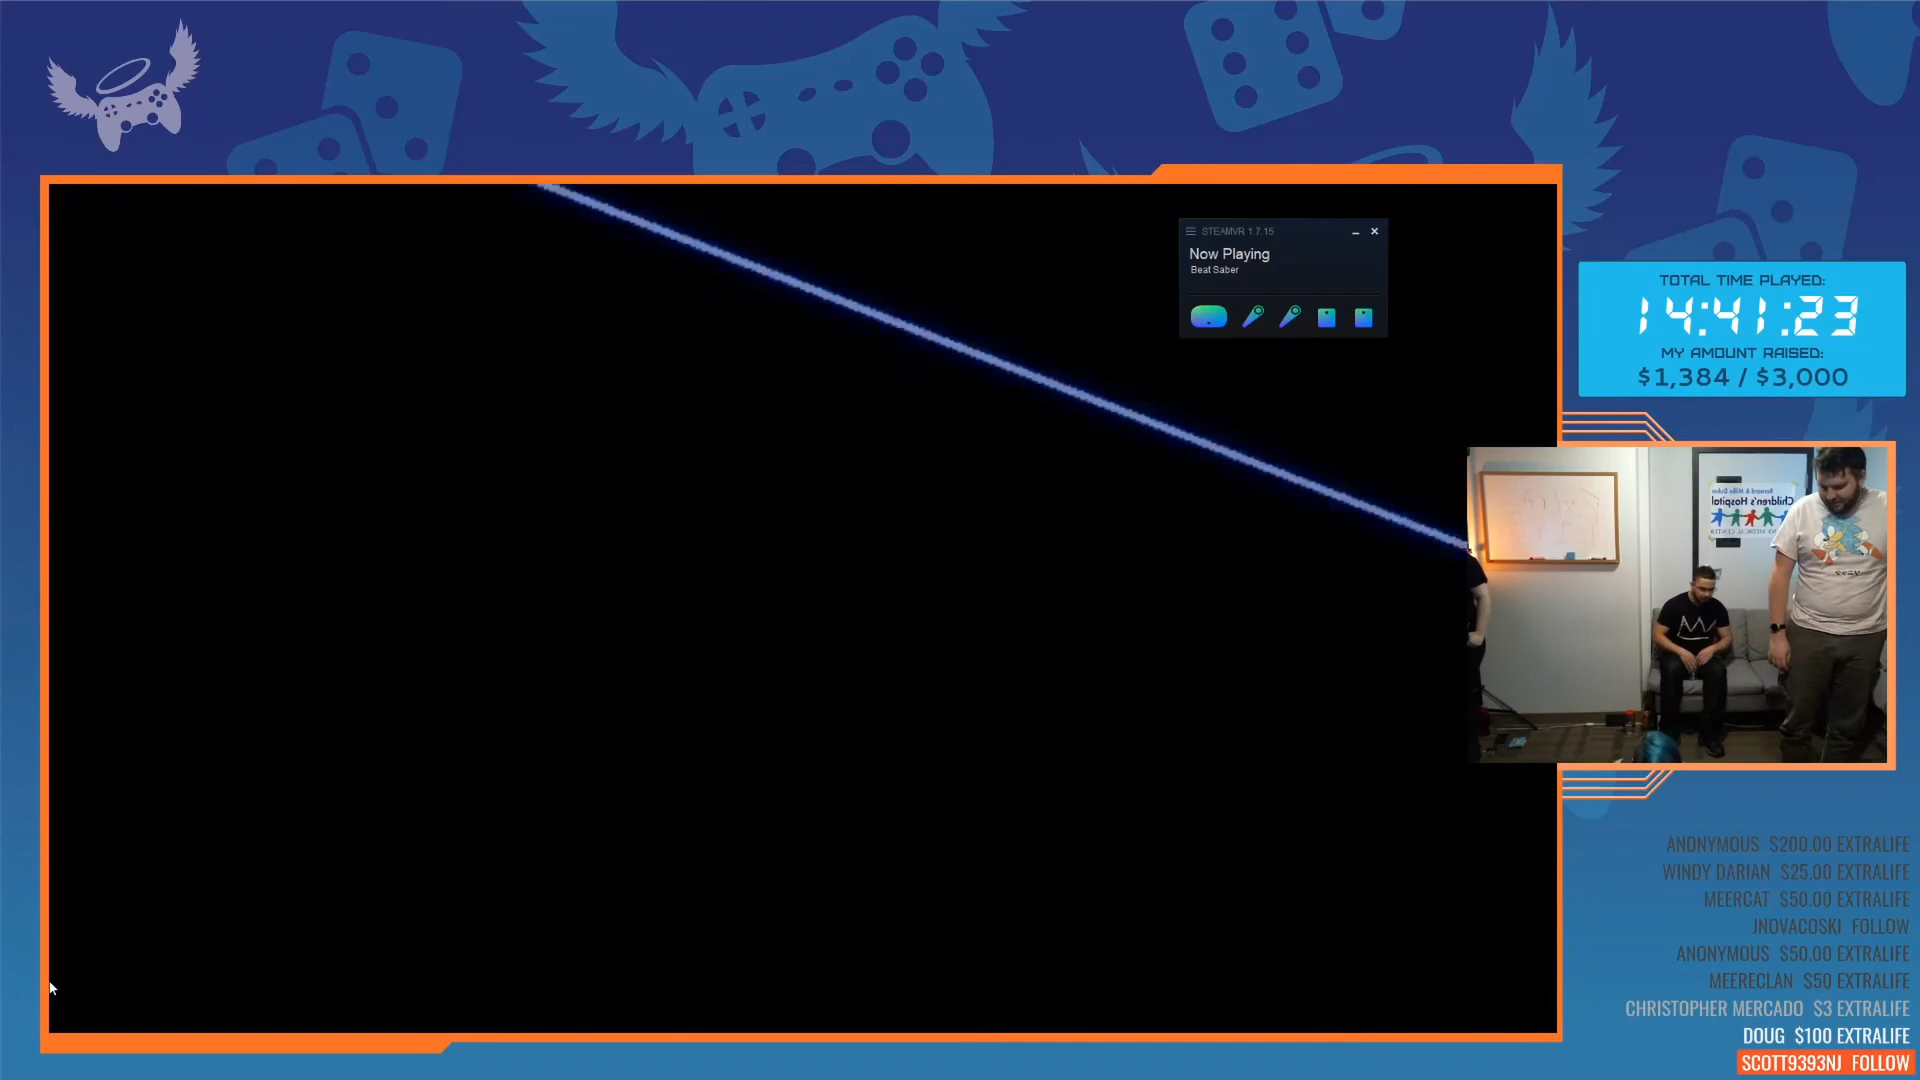 STEAMVR 1.7.15
Now Playing
Beat Saber
TOTAL TIME PLAYED:
14:41:23
MY AMOUNT RAISED:
$1,384 / $3,000
Children's Hospital
ANONYMOUS $200.00 EXTRALIFE
WINDY DARIAN $25.00 EXTRALIFE
MEERCAT $50.00 EXTRALIFE
JNOVACOSKI FOLLOW
ANONYMOUS $50.00 EXTRALIFE
MEERECLAN $50 EXTRALIFE
CHRISTOPHER MERCADO $3 EXTRALIFE
DOUG $100 EXTRALIFE
SCOTT9393NJ FOLLOW